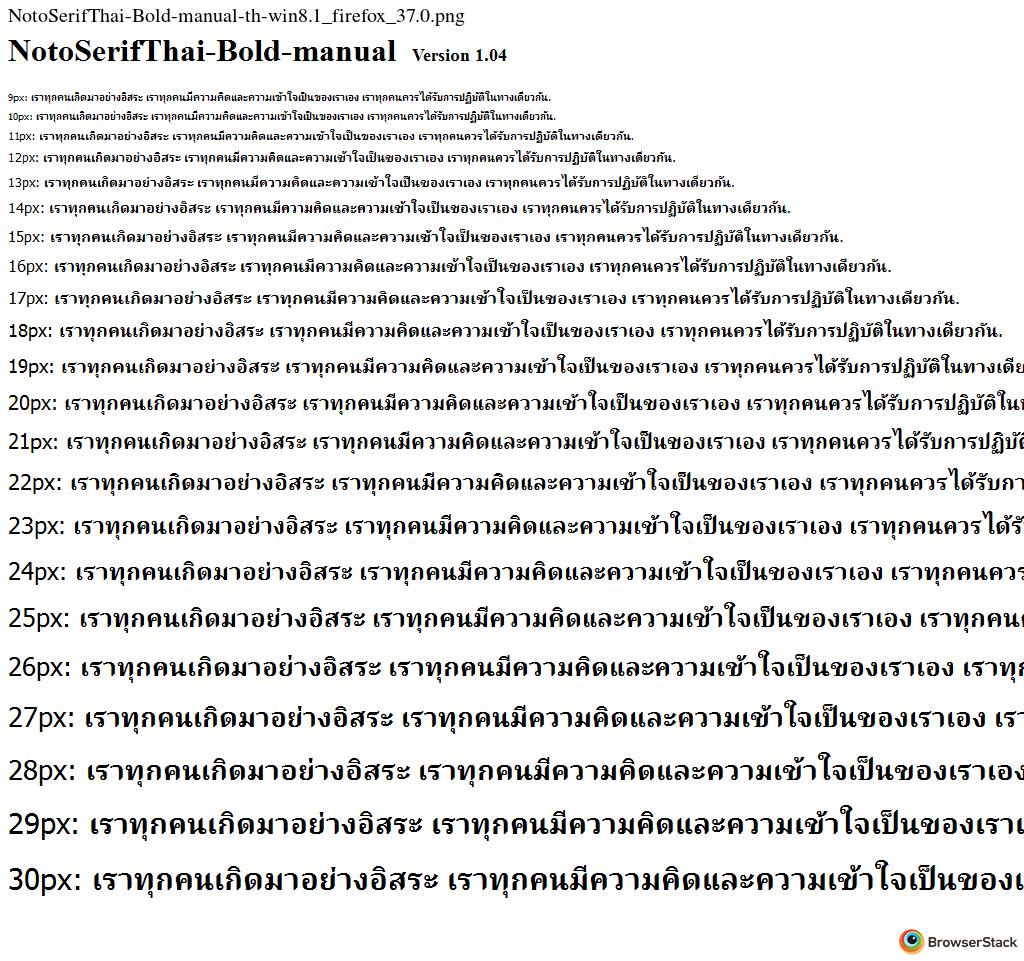 NotoSerifThai-Bold-manual-th-win8.1_firefox_37.0.png
NotoSerifThai-Bold-manual Version 1.04
9px: เราทุกคนเกิดมาอย่างอิสระ เราทุกคนมีความคิดและความเข้าใจเป็นของเราเอง เราทุกคนควรได้รับการปฏิบัติในทางเดียวกัน.
10px: เราทุกคนเกิดมาอย่างอิสระ เราทุกคนมีความคิดและความเข้าใจเป็นของเราเอง เราทุกคนควรได้รับการปฏิบัติในทางเดียวกัน.
11px: เราทุกคนเกิดมาอย่างอิสระ เราทุกคนมีความคิดและความเข้าใจเป็นของเราเอง เราทุกคนควรได้รับการปฏิบัติในทางเดียวกัน.
12px: เราทุกคนเกิดมาอย่างอิสระ เราทุกคนมีความคิดและความเข้าใจเป็นของเราเอง เราทุกคนควรได้รับการปฏิบัติในทางเดียวกัน.
13px: เราทุกคนเกิดมาอย่างอิสระ เราทุกคนมีความคิดและความเข้าใจเป็นของเราเอง เราทุกคนควรได้รับการปฏิบัติในทางเดียวกัน.
14px: เราทุกคนเกิดมาอย่างอิสระ เราทุกคนมีความคิดและความเข้าใจเป็นของเราเอง เราทุกคนควรได้รับการปฏิบัติในทางเดียวกัน.
15px: เราทุกคนเกิดมาอย่างอิสระ เราทุกคนมีความคิดและความเข้าใจเป็นของเราเอง เราทุกคนควรได้รับการปฏิบัติในทางเดียวกัน.
16px: เราทุกคนเกิดมาอย่างอิสระ เราทุกคนมีความคิดและความเข้าใจเป็นของเราเอง เราทุกคนควรได้รับการปฏิบัติในทางเดียวกัน.
17px: เราทุกคนเกิดมาอย่างอิสระ เราทุกคนมีความคิดและความเข้าใจเป็นของเราเอง เราทุกคนควรได้รับการปฏิบัติในทางเดียวกัน.
18px: เราทุกคนเกิดมาอย่างอิสระ เราทุกคนมีความคิดและความเข้าใจเป็นของเราเอง เราทุกคนควรได้รับการปฏิบัติในทางเดียวกัน.
19px: เราทุกคนเกิดมาอย่างอิสระ เราทุกคนมีความคิดและความเข้าใจเป็นของเราเอง เราทุกคนควรได้รับการปฏิบัติในทางเดีย
20px: เราทุกคนเกิดมาอย่างอิสระ เราทุกคนมีความคิดและความเข้าใจเป็นของเราเอง เราทุกคนควรได้รับการปฏิบัติใน
21px: เราทุกคนเกิดมาอย่างอิสระ เราทุกคนมีความคิดและความเข้าใจเป็นของเราเอง เราทุกคนควรได้รับการปฏิบัติ
22px: เราทุกคนเกิดมาอย่างอิสระ เราทุกคนมีความคิดและความเข้าใจเป็นของเราเอง เราทุกคนควรได้รับกา
23px: เราทุกคนเกิดมาอย่างอิสระ เราทุกคนมีความคิดและความเข้าใจเป็นของเราเอง เราทุกคนควรได้รั
24px: เราทุกคนเกิดมาอย่างอิสระ เราทุกคนมีความคิดและความเข้าใจเป็นของเราเอง เราทุกคนควร
25px: เราทุกคนเกิดมาอย่างอิสระ เราทุกคนมีความคิดและความเข้าใจเป็นของเราเอง เราทุกคน
26px: เราทุกคนเกิดมาอย่างอิสระ เราทุกคนมีความคิดและความเข้าใจเป็นของเราเอง เราทุก
27px: เราทุกคนเกิดมาอย่างอิสระ เราทุกคนมีความคิดและความเข้าใจเป็นของเราเอง เรา
28px: เราทุกคนเกิดมาอย่างอิสระ เราทุกคนมีความคิดและความเข้าใจเป็นของเราเอง
29px: เราทุกคนเกิดมาอย่างอิสระ เราทุกคนมีความคิดและความเข้าใจเป็นของเรา
30px: เราทุกคนเกิดมาอย่างอิสระ เราทุกคนมีความคิดและความเข้าใจเป็นของ
BrowserStack